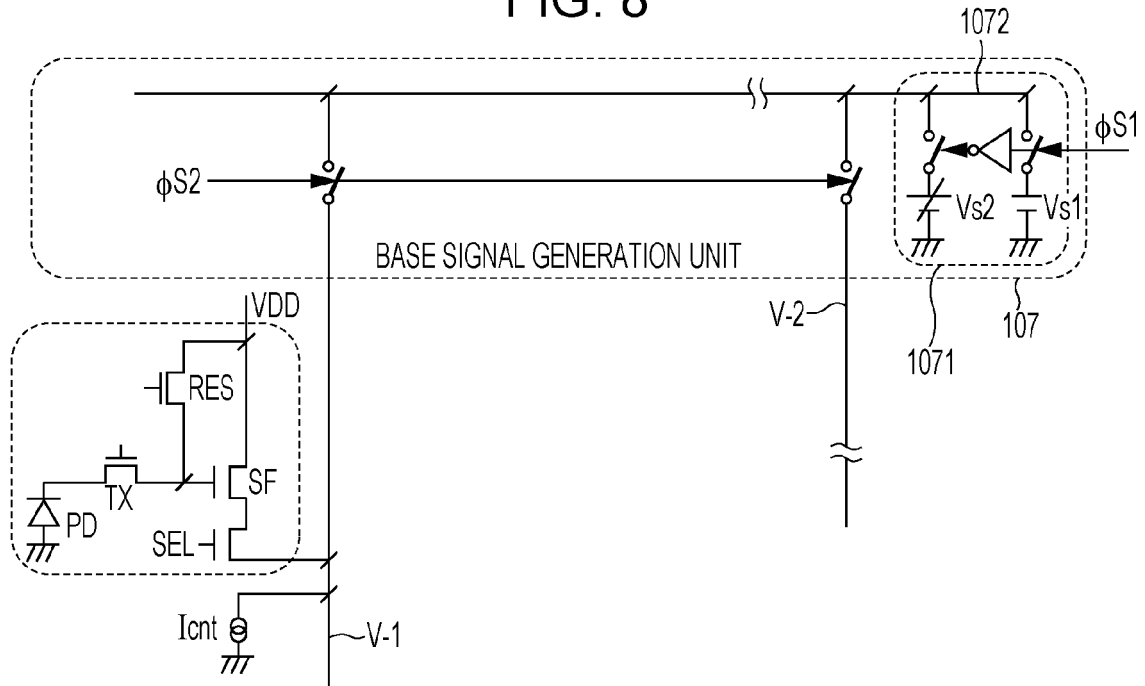 FIG. 8
1072
ϕS1
ϕS2
Vs2
Vs1
BASE SIGNAL GENERATION UNIT
VDD
V-2
107
1071
RES
SF
TX
PD
SEL
Icnt
V-1